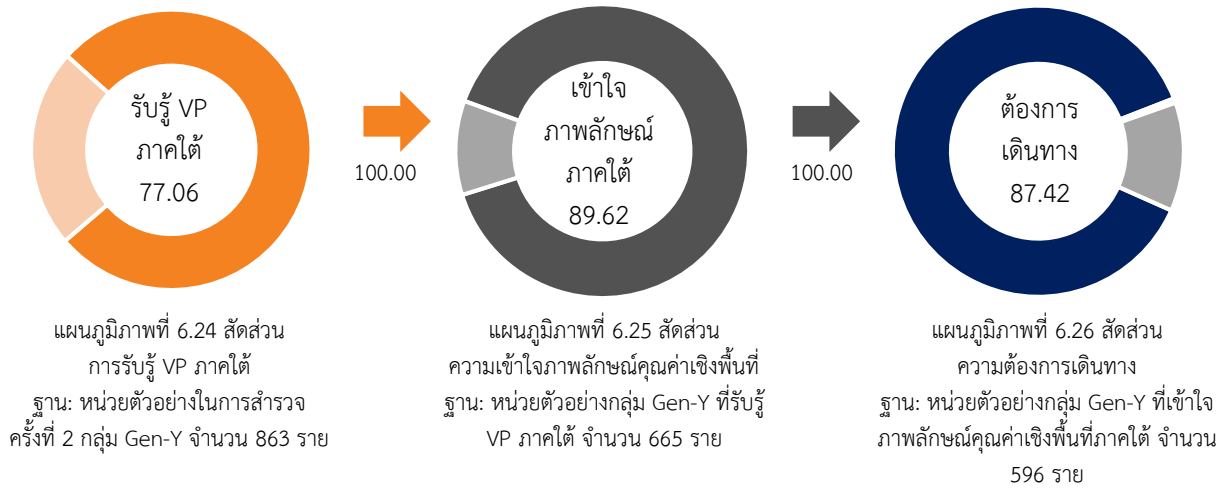 รับรู้ VP
ภาคใต้
77.06
100.00
เข้าใจ
ภาพลักษณ์
ภาคใต้
89.62
100.00
ต้องการ
เดินทาง
87.42
แผนภูมิภาพที่ 6.24 สัดส่วน
การรับรู้ VP ภาคใต้
ฐาน: หน่วยตัวอย่างในการสำรวจ
ครั้งที่ 2 กลุ่ม Gen-Y จำนวน 863 ราย
แผนภูมิภาพที่ 6.25 สัดส่วน
ความเข้าใจภาพลักษณ์คุณค่าเชิงพื้นที่
ฐาน: หน่วยตัวอย่างกลุ่ม Gen-Y ที่รับรู้
VP ภาคใต้ จำนวน 665 ราย
แผนภูมิภาพที่ 6.26 สัดส่วน
ความต้องการเดินทาง
ฐาน: หน่วยตัวอย่างกลุ่ม Gen-Y ที่เข้าใจ
ภาพลักษณ์คุณค่าเชิงพื้นที่ภาคใต้ จำนวน
596 ราย